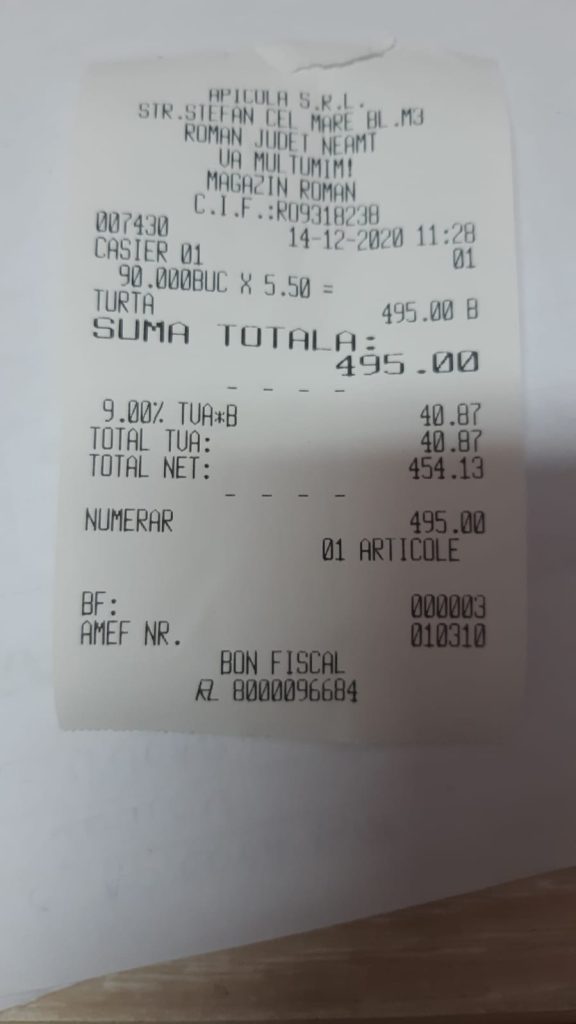 APICULA S.R.L.
STR.STEFAN CEL MARE BL.M3
ROMAN JUDET NEAMT
VA MULTUMIM!
MAGAZIN ROMAN
C.I.F.:RO9318238
007430 14-12-2020 11:28
CASIER 01 01
90.000BUC X 5.50 =
TURTA 495.00 B
SUMA TOTALA:
495.00
- - - -
9.00% TVA*B 40.87
TOTAL TVA: 40.87
TOTAL NET: 454.13
- - - -
NUMERAR 495.00
01 ARTICOLE
BF: 000003
AMEF NR. 010310
BON FISCAL
8000096684